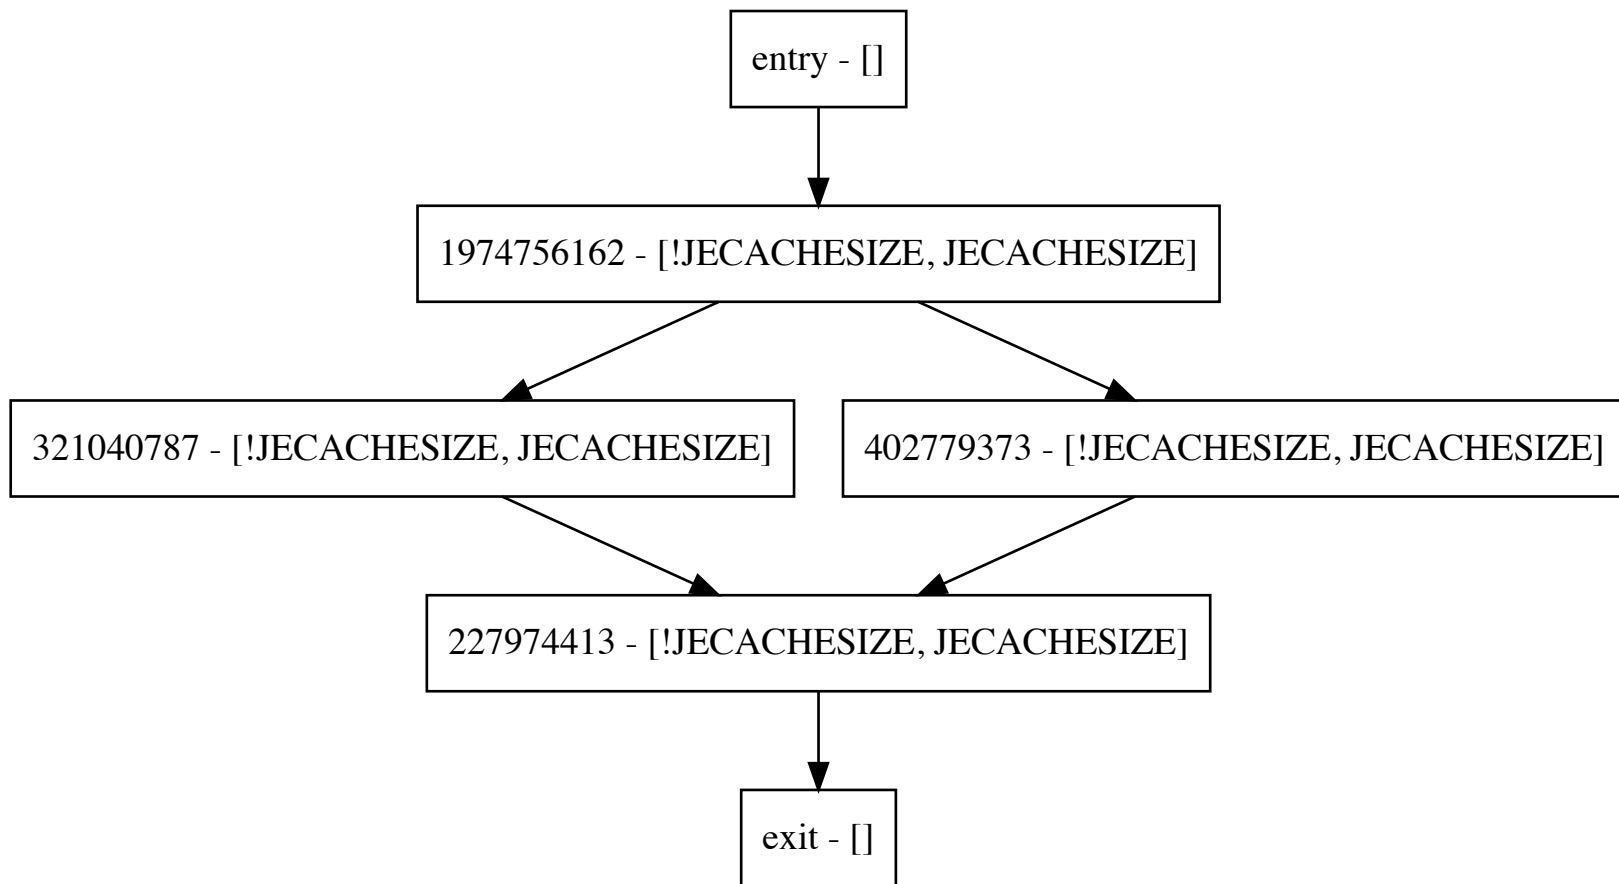 entry - []
1974756162 - [!JECACHESIZE, JECACHESIZE]
321040787 - [!JECACHESIZE, JECACHESIZE]
402779373 - [!JECACHESIZE, JECACHESIZE]
227974413 - [!JECACHESIZE, JECACHESIZE]
exit - []